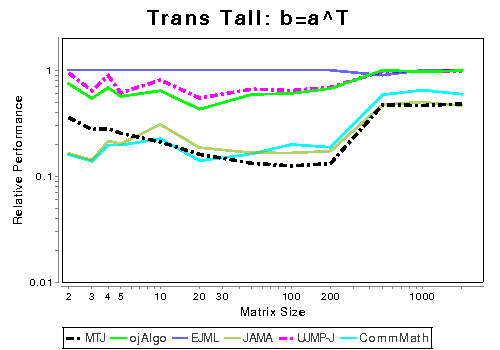 Trans Tall: b=a^T
Relative Performance
1
0.1
0.01
2 3 4 5 10 20 30 100 200 1000
Matrix Size
MTJ ojAlgo EJML JAMA UJMP-J CommMath